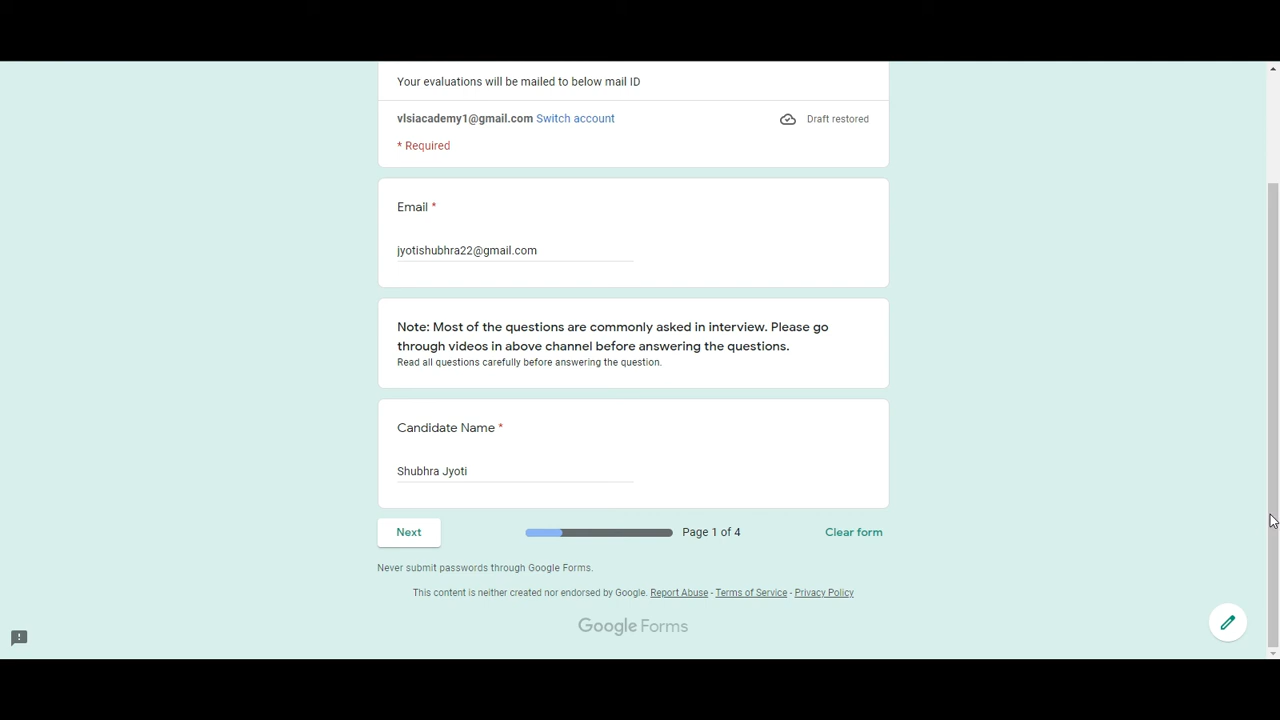 Your evaluations will be mailed to below mail ID
vlsiacademy1@gmail.com Switch account
Draft restored
* Required
Email *
jyotishubhra22@gmail.com
Note: Most of the questions are commonly asked in interview. Please go
through videos in above channel before answering the questions.
Read all questions carefully before answering the question.
Candidate Name *
Shubhra Jyoti
Next
Page 1 of 4
Clear form
Never submit passwords through Google Forms.
This content is neither created nor endorsed by Google. Report Abuse - Terms of Service - Privacy Policy
Google Forms